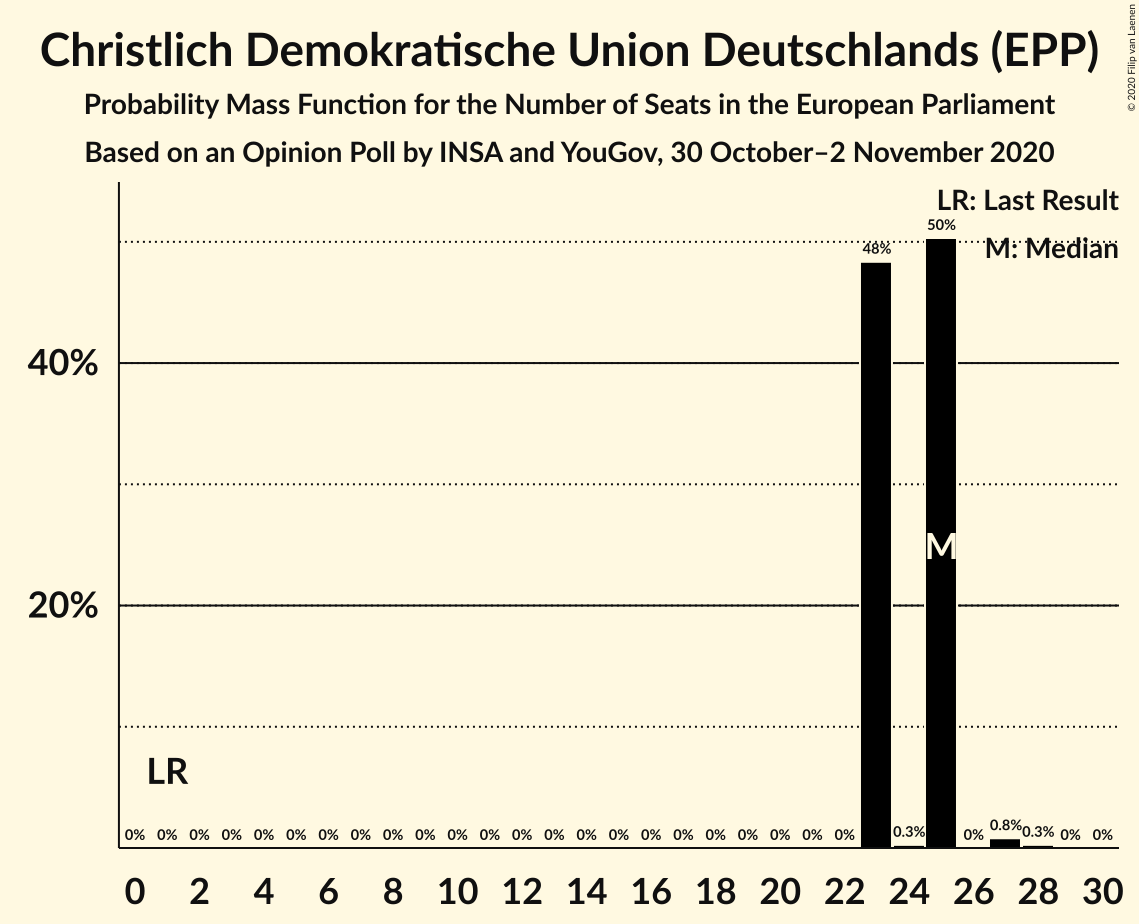 Christlich Demokratische Union Deutschlands (EPP)
Probability Mass Function for the Number of Seats in the European Parliament
Based on an Opinion Poll by INSA and YouGov, 30 October–2 November 2020
© 2020 Filip van Laenen
LR: Last Result
M: Median
50%
48%
40%
M
20%
LR
0% 0% 0% 0% 0% 0% 0% 0% 0% 0% 0% 0% 0% 0% 0% 0% 0% 0% 0% 0% 0% 0% 0% 0.3% 0% 0.8% 0.3% 0% 0%
0 2 4 6 8 10 12 14 16 18 20 22 24 26 28 30